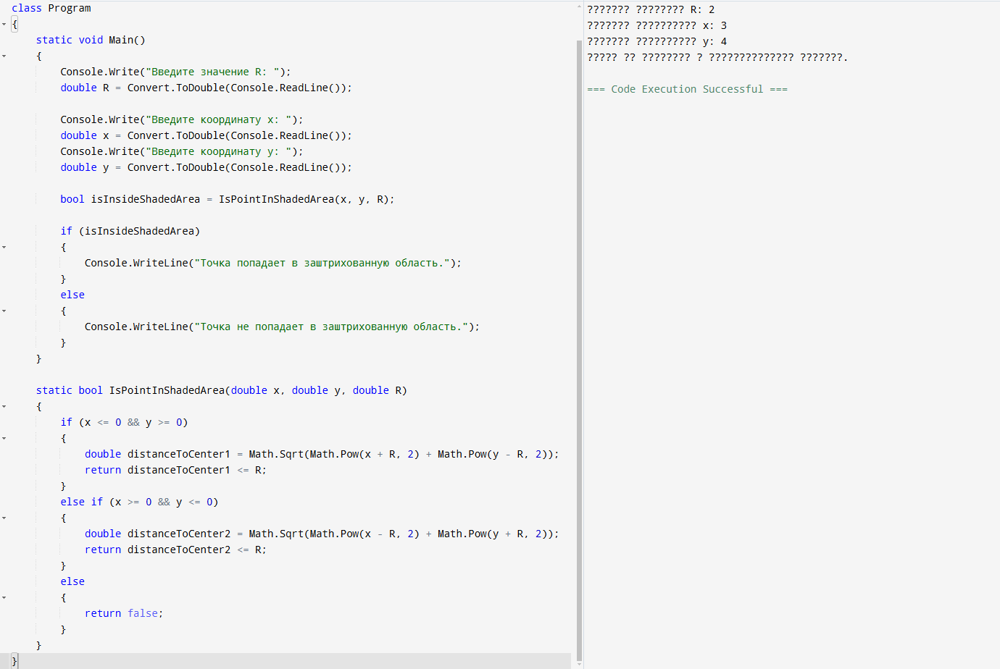 class Program
{
static void Main()
{
Console.Write("Введите значение R: ");
double R = Convert.ToDouble(Console.ReadLine());
Console.Write("Введите координату x: ");
double x = Convert.ToDouble(Console.ReadLine());
Console.Write("Введите координату y: ");
double y = Convert.ToDouble(Console.ReadLine());
bool isInsideShadedArea = IsPointInShadedArea(x, y, R);
if (isInsideShadedArea)
{
Console.WriteLine("Точка попадает в заштрихованную область.");
}
else
{
Console.WriteLine("Точка не попадает в заштрихованную область.");
}
}
static bool IsPointInShadedArea(double x, double y, double R)
{
if (x <= 0 && y >= 0)
{
double distanceToCenter1 = Math.Sqrt(Math.Pow(x + R, 2) + Math.Pow(y - R, 2));
return distanceToCenter1 <= R;
}
else if (x >= 0 && y <= 0)
{
double distanceToCenter2 = Math.Sqrt(Math.Pow(x - R, 2) + Math.Pow(y + R, 2));
return distanceToCenter2 <= R;
}
else
{
return false;
}
}
}
??????? ???????? R: 2
??????? ?????????? x: 3
??????? ?????????? y: 4
????? ?? ???????? ? ?????????????? ???????.
=== Code Execution Successful ===